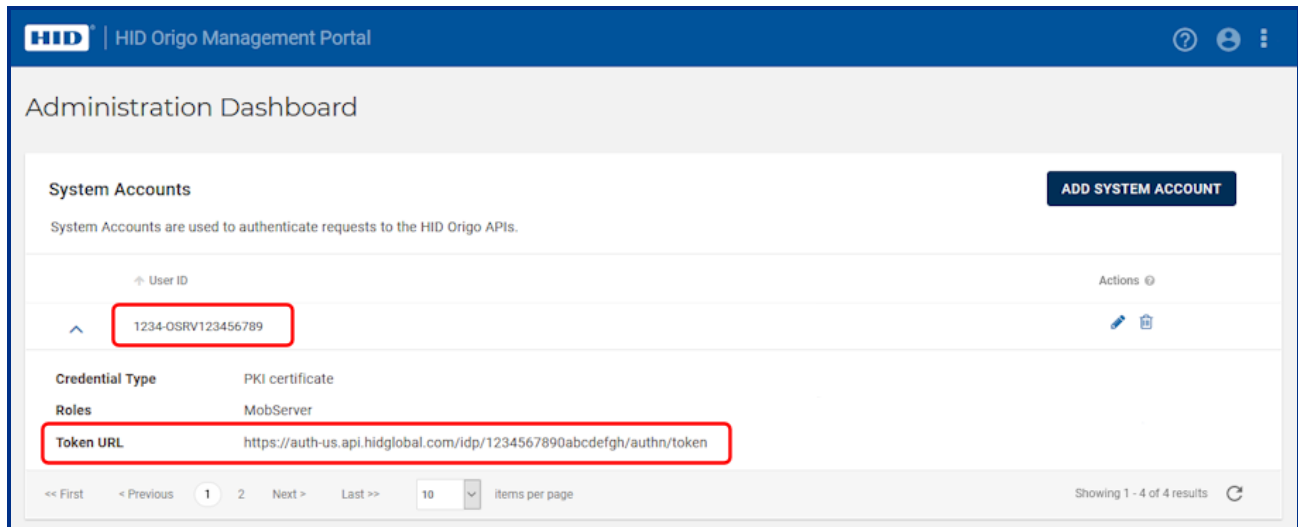 HID | HID Origo Management Portal
Administration Dashboard
System Accounts
ADD SYSTEM ACCOUNT
System Accounts are used to authenticate requests to the HID Origo APIs.
User ID Actions
1234-OSRV123456789
Credential Type PKI certificate
Roles MobServer
Token URL https://auth-us.api.hidglobal.com/idp/1234567890abcdefgh/authn/token
<< First < Previous 1 2 Next > Last >> 10 items per page Showing 1 - 4 of 4 results